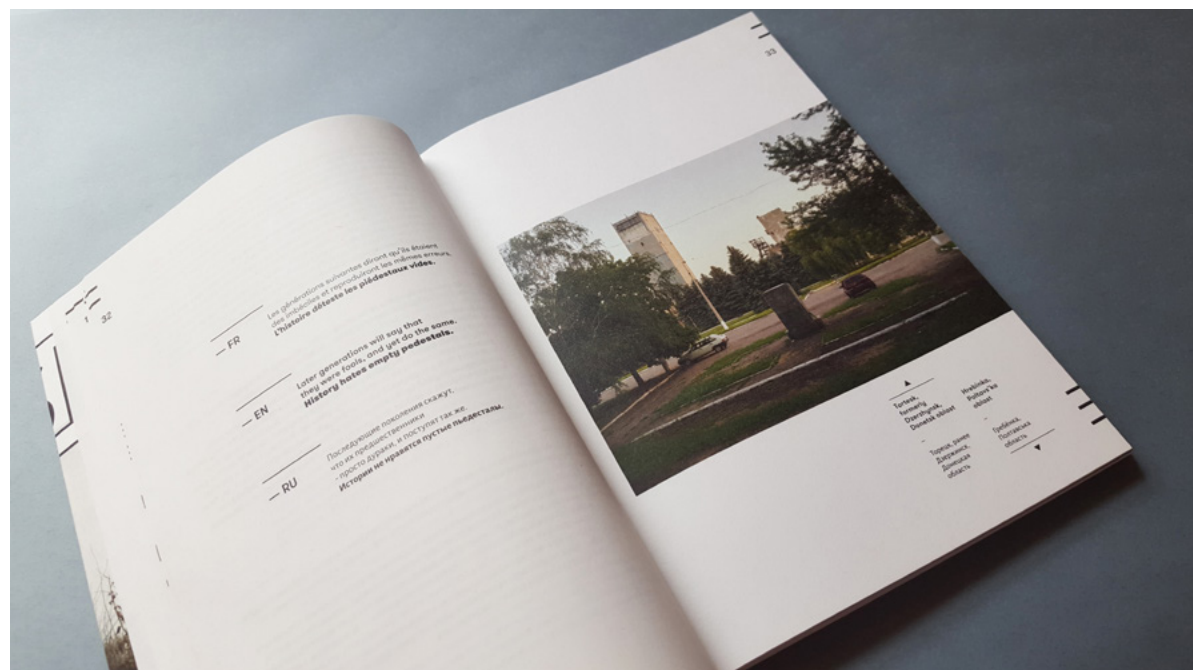 1 32
— FR
Les générations suivantes diront qu'ils étaient
des imbéciles et reproduiront les mêmes erreurs.
L'histoire déteste les piédestaux vides.
— EN
Later generations will say that
they were fools, and yet do the same.
History hates empty pedestals.
— RU
Последующие поколения скажут,
что их предшественники
- просто дураки, и поступят так же.
Истории не нравятся пустые пьедесталы.
33
▲
Toretsk,
formerly
Dzerzhynsk,
Donetsk oblast
–
Торецк, ранее
Дзержинск,
Донецкая
область
Hrebinka,
Poltava'ka
oblast
–
Гребёнка,
Полтавская
область
▼